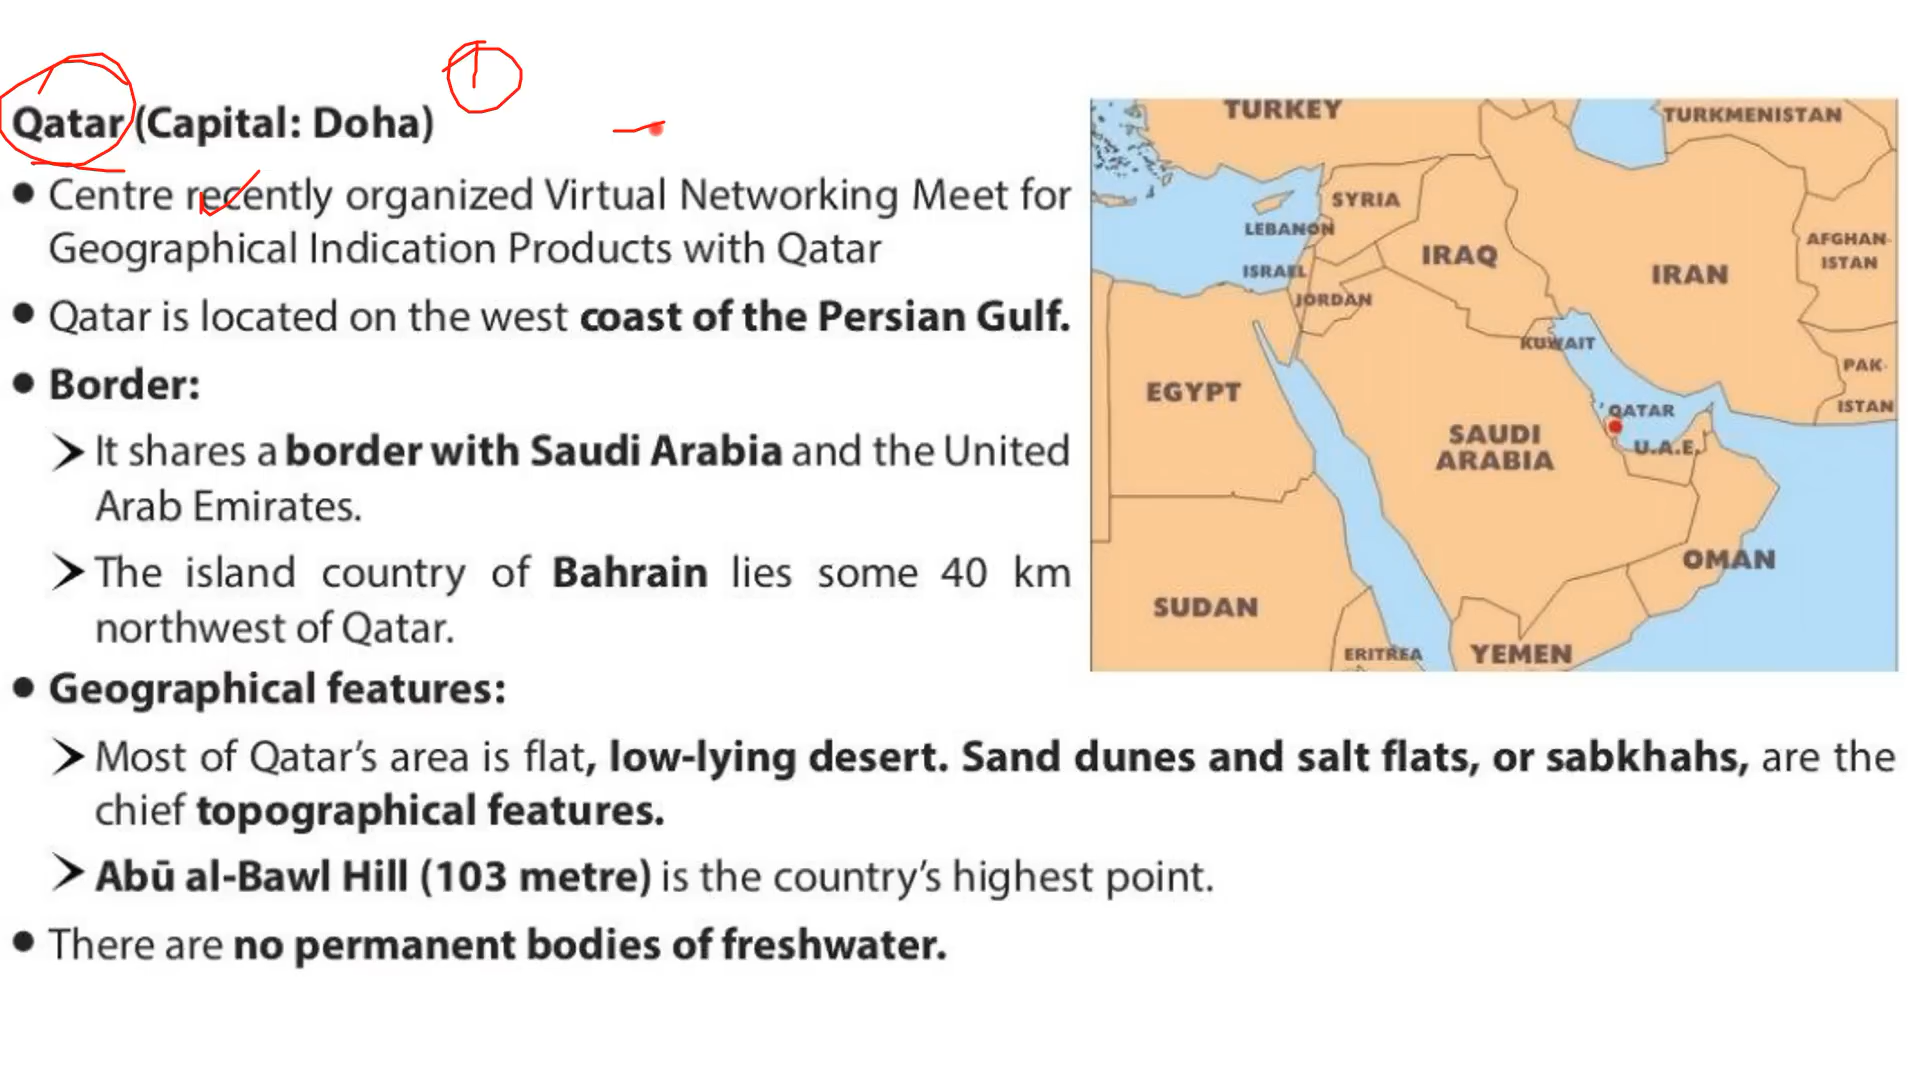 Qatar (Capital: Doha)
1
• Centre recently organized Virtual Networking Meet for
Geographical Indication Products with Qatar
• Qatar is located on the west coast of the Persian Gulf.
• Border:
➤ It shares a border with Saudi Arabia and the United
Arab Emirates.
➤ The island country of Bahrain lies some 40 km
northwest of Qatar.
• Geographical features:
➤ Most of Qatar’s area is flat, low-lying desert. Sand dunes and salt flats, or sabkhahs, are the
chief topographical features.
➤ Abū al-Bawl Hill (103 metre) is the country’s highest point.
• There are no permanent bodies of freshwater.
TURKEY
TURKMENISTAN
SYRIA
LEBANON
AFGHAN-
ISTAN
IRAQ
IRAN
ISRAEL
JORDAN
KUWAIT
PAK-
ISTAN
EGYPT
QATAR
SAUDI
ARABIA
U.A.E.
OMAN
SUDAN
ERITREA
YEMEN